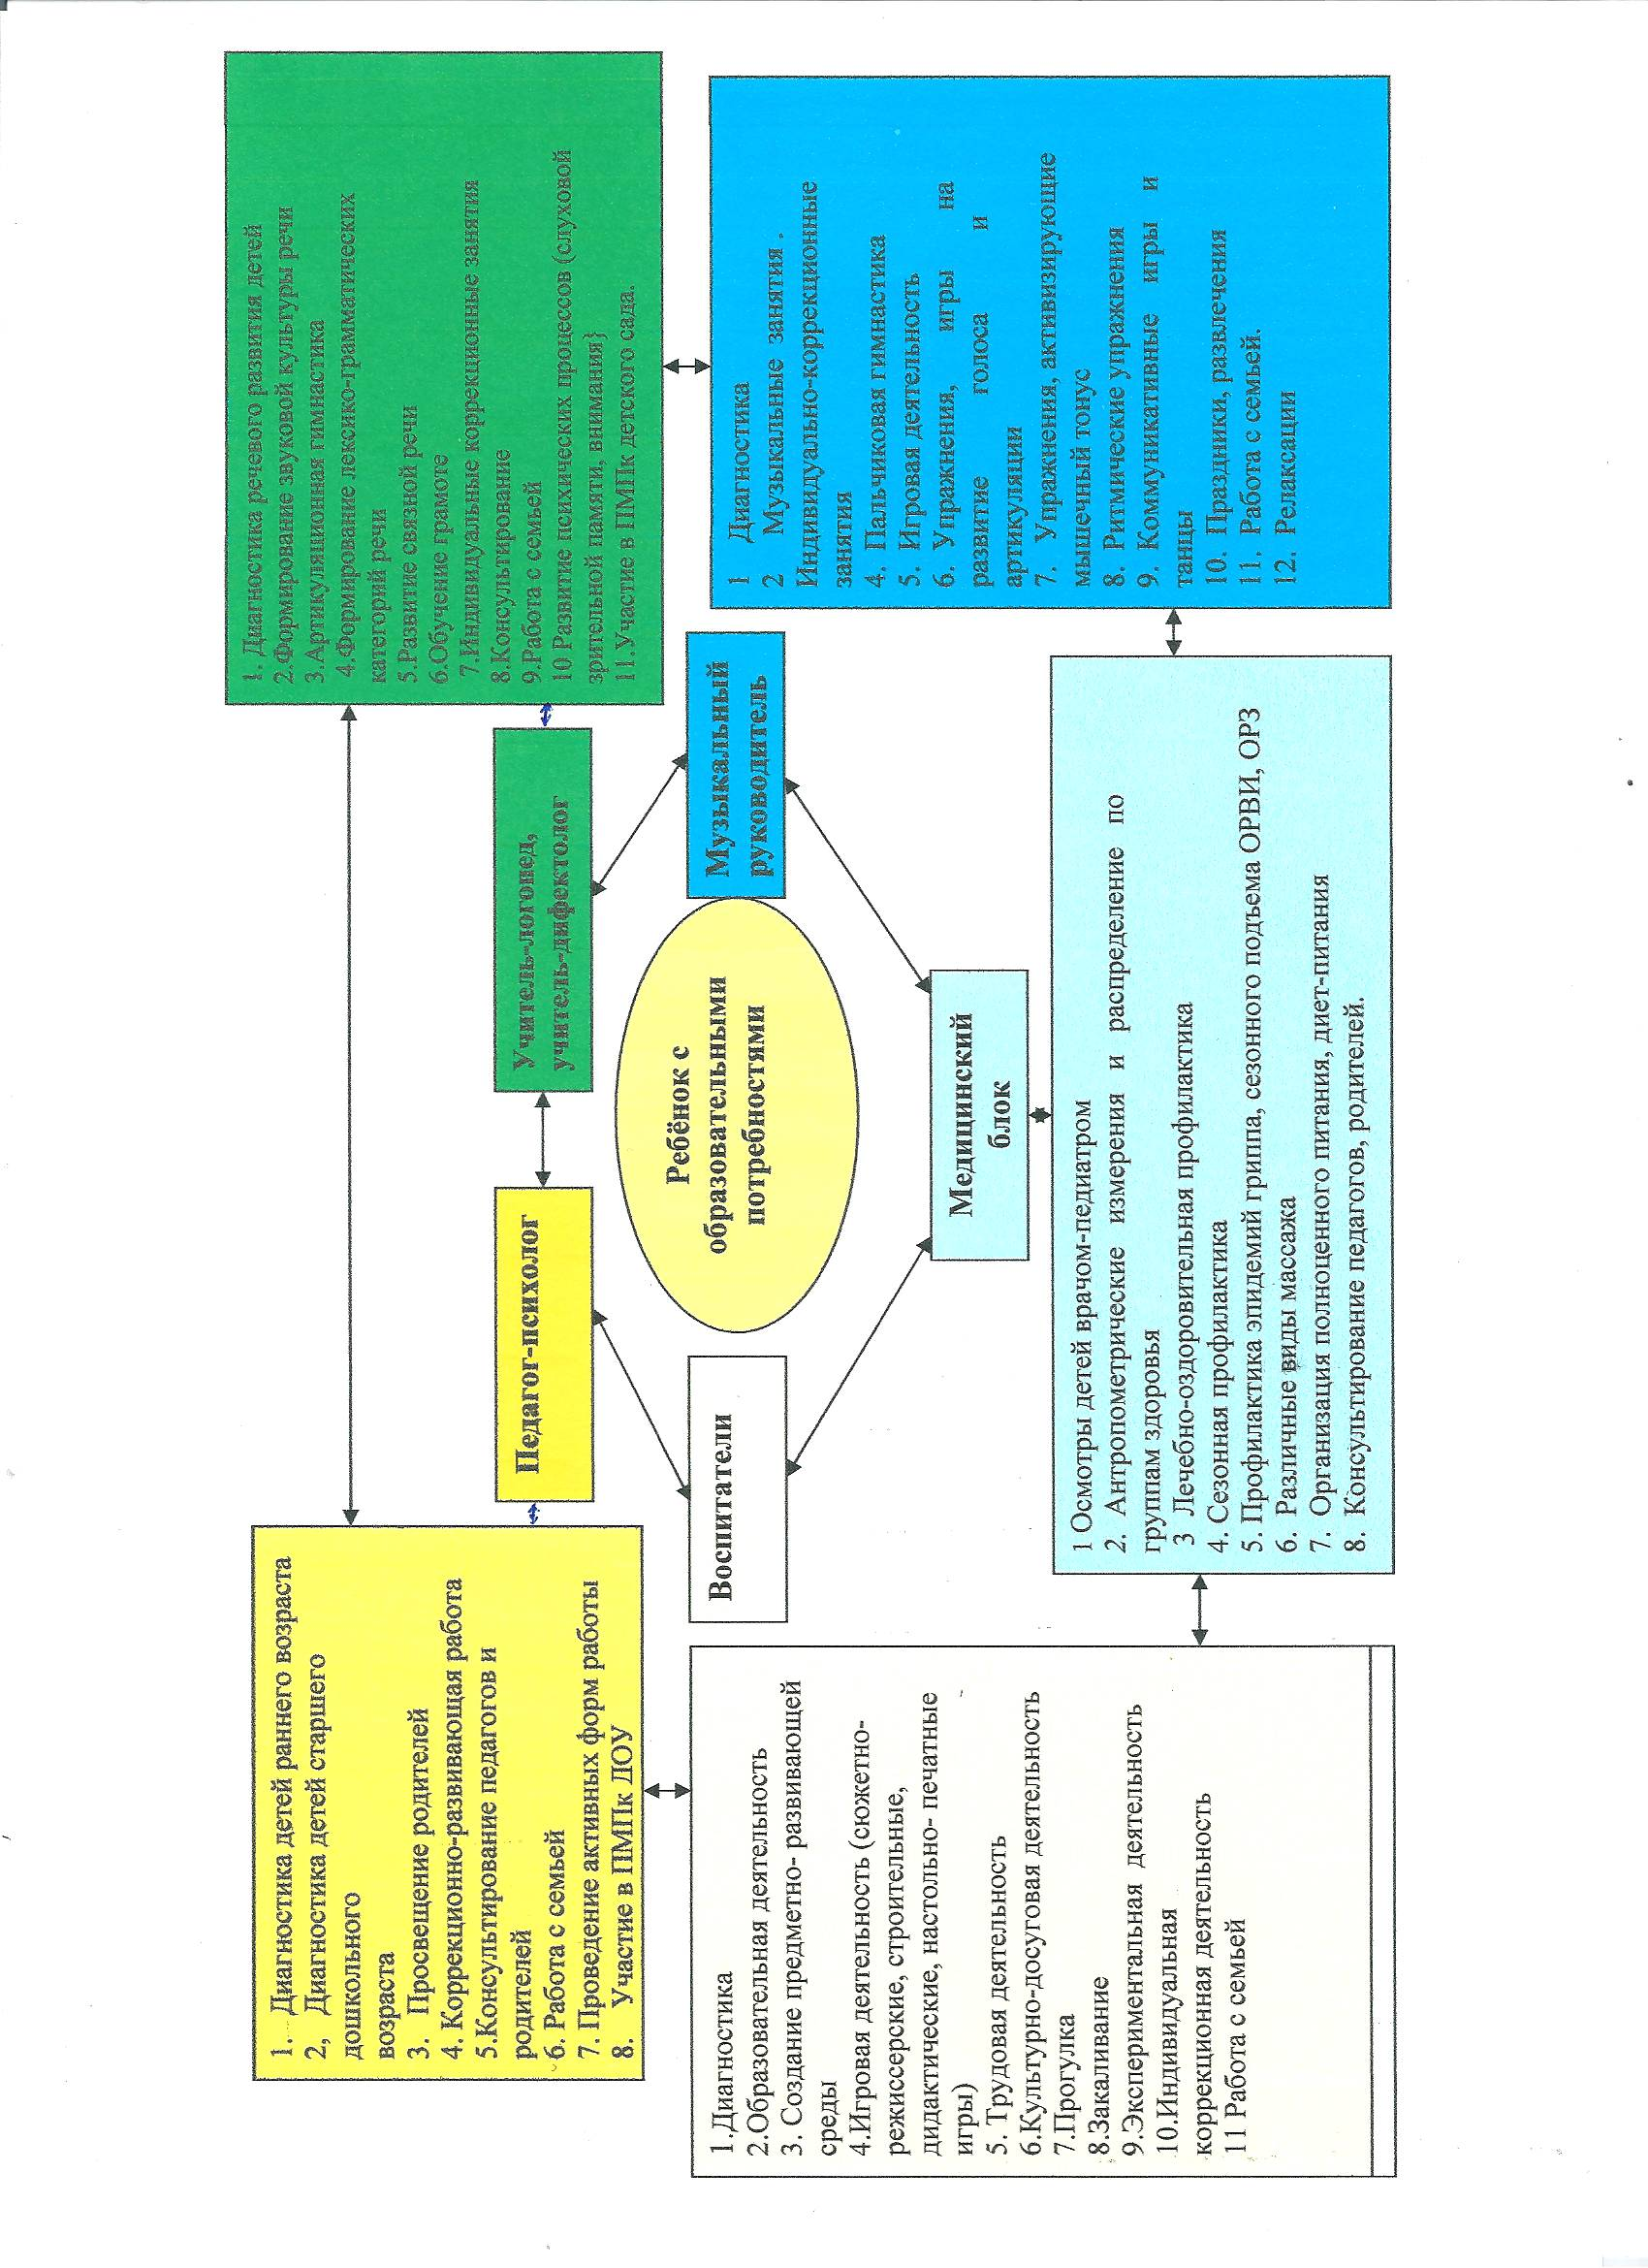 1. Диагностика детей раннего возраста
2, Диагностика детей старшего
дошкольного
возраста
3. Просвещение родителей
4. Коррекционно-развивающая работа
5.Консультирование педагогов и
родителей
6. Работа с семьей
7. Проведение активных форм работы
8. Участие в ПМПк ДОУ
1. Диагностика речевого развития детей
2.Формирование звуковой культуры речи
3.Артикуляционная гимнастика
4.Формирование лексико-грамматических
категорий речи
5.Развитие связной речи
6.Обучение грамоте
7.Индивидуальные коррекционные занятия
8.Консультирование
9.Работа с семьей
10 Развитие психических процессов (слуховой
зрительной памяти, внимания}
11.Участие в ПМПк детского сада.
Педагог-психолог
Учитель-логопед,
учитель-дифектолог
Воспитатели
Ребёнок с
образовательными
потребностями
Музыкальный
руководитель
Медицинский
блок
1.Диагностика
2.Образовательная деятельность
3. Создание предметно- развивающей
среды
4.Игровая деятельность (сюжетно-
режиссерские, строительные,
дидактические, настольно- печатные
игры)
5. Трудовая деятельность
6.Культурно-досуговая деятельность
7.Прогулка
8.Закаливание
9.Экспериментальная деятельность
10.Индивидуальная
коррекционная деятельность
11 Работа с семьей
1 Осмотры детей врачом-педиатром
2. Антропометрические измерения и распределение по
группам здоровья
3 Лечебно-оздоровительная профилактика
4. Сезонная профилактика
5. Профилактика эпидемий гриппа, сезонного подъема ОРВИ, ОРЗ
6. Различные виды массажа
7. Организация полноценного питания, диет-питания
8. Консультирование педагогов, родителей.
1 Диагностика
2 Музыкальные занятия .
Индивидуально-коррекционные
занятия
4. Пальчиковая гимнастика
5. Игровая деятельность
6. Упражнения, игры на
развитие голоса и
артикуляции
7. Упражнения, активизирующие
мышечный тонус
8. Ритмические упражнения
9. Коммуникативные игры и
танцы
10. Праздники, развлечения
11. Работа с семьей.
12. Релаксации